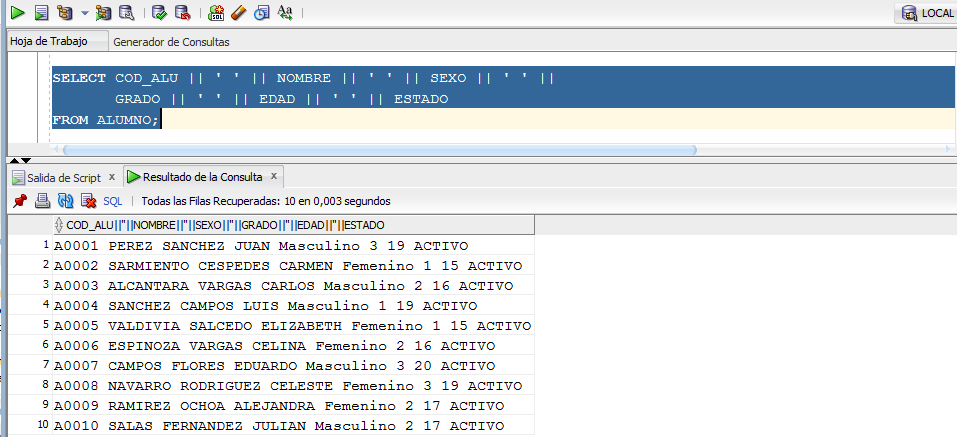 LOCAL
Hoja de Trabajo Generador de Consultas
SELECT COD_ALU || ' ' || NOMBRE || ' ' || SEXO || ' ' ||
GRADO || ' ' || EDAD || ' ' || ESTADO
FROM ALUMNO;
Salida de Script x Resultado de la Consulta x
SQL | Todas las Filas Recuperadas: 10 en 0,003 segundos
COD_ALU||''||NOMBRE||''||SEXO||''||GRADO||''||EDAD||''||ESTADO
1 A0001 PEREZ SANCHEZ JUAN Masculino 3 19 ACTIVO
2 A0002 SARMIENTO CESPEDES CARMEN Femenino 1 15 ACTIVO
3 A0003 ALCANTARA VARGAS CARLOS Masculino 2 16 ACTIVO
4 A0004 SANCHEZ CAMPOS LUIS Masculino 1 19 ACTIVO
5 A0005 VALDIVIA SALCEDO ELIZABETH Femenino 1 15 ACTIVO
6 A0006 ESPINOZA VARGAS CELINA Femenino 2 16 ACTIVO
7 A0007 CAMPOS FLORES EDUARDO Masculino 3 20 ACTIVO
8 A0008 NAVARRO RODRIGUEZ CELESTE Femenino 3 19 ACTIVO
9 A0009 RAMIREZ OCHOA ALEJANDRA Femenino 2 17 ACTIVO
10 A0010 SALAS FERNANDEZ JULIAN Masculino 2 17 ACTIVO